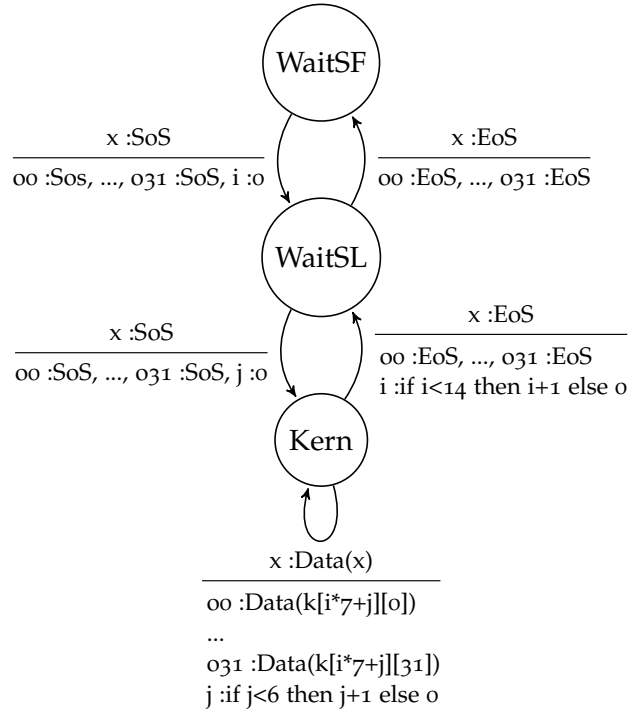 WaitSF
x :SoS
o0 :Sos, ..., o31 :SoS, i :0
x :EoS
o0 :EoS, ..., o31 :EoS
WaitSL
x :SoS
o0 :SoS, ..., o31 :SoS, j :0
x :EoS
o0 :EoS, ..., o31 :EoS
i :if i<14 then i+1 else 0
Kern
x :Data(x)
o0 :Data(k[i*7+j][0])
...
o31 :Data(k[i*7+j][31])
j :if j<6 then j+1 else 0